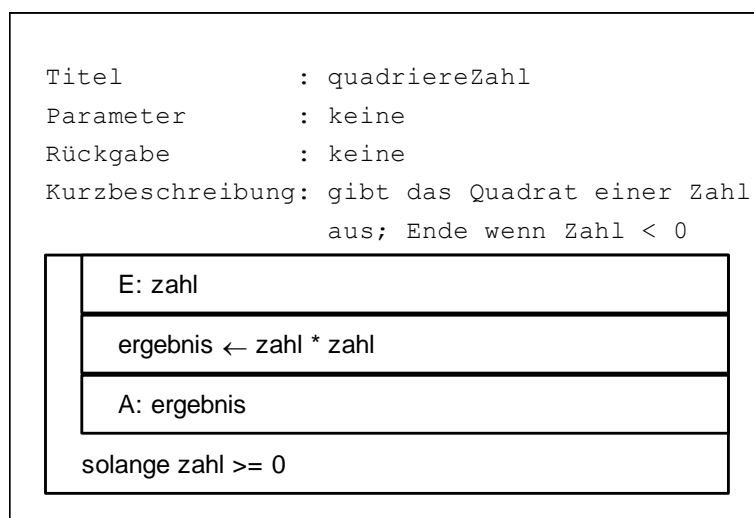 Titel : quadriereZahl
Parameter : keine
Rückgabe : keine
Kurzbeschreibung: gibt das Quadrat einer Zahl
aus; Ende wenn Zahl < 0
E: zahl
ergebnis ← zahl * zahl
A: ergebnis
solange zahl >= 0